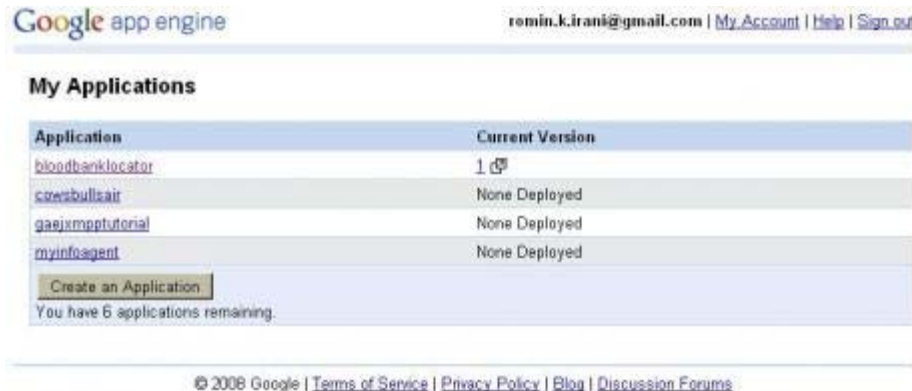 Google app engine
romin.k.irani@gmail.com | My Account | Help | Sign out
My Applications
Application Current Version
bloodbanklocator 1
cowsbullsair None Deployed
gaejxmpptutorial None Deployed
myinfoagent None Deployed
Create an Application
You have 6 applications remaining.
© 2008 Google | Terms of Service | Privacy Policy | Blog | Discussion Forums